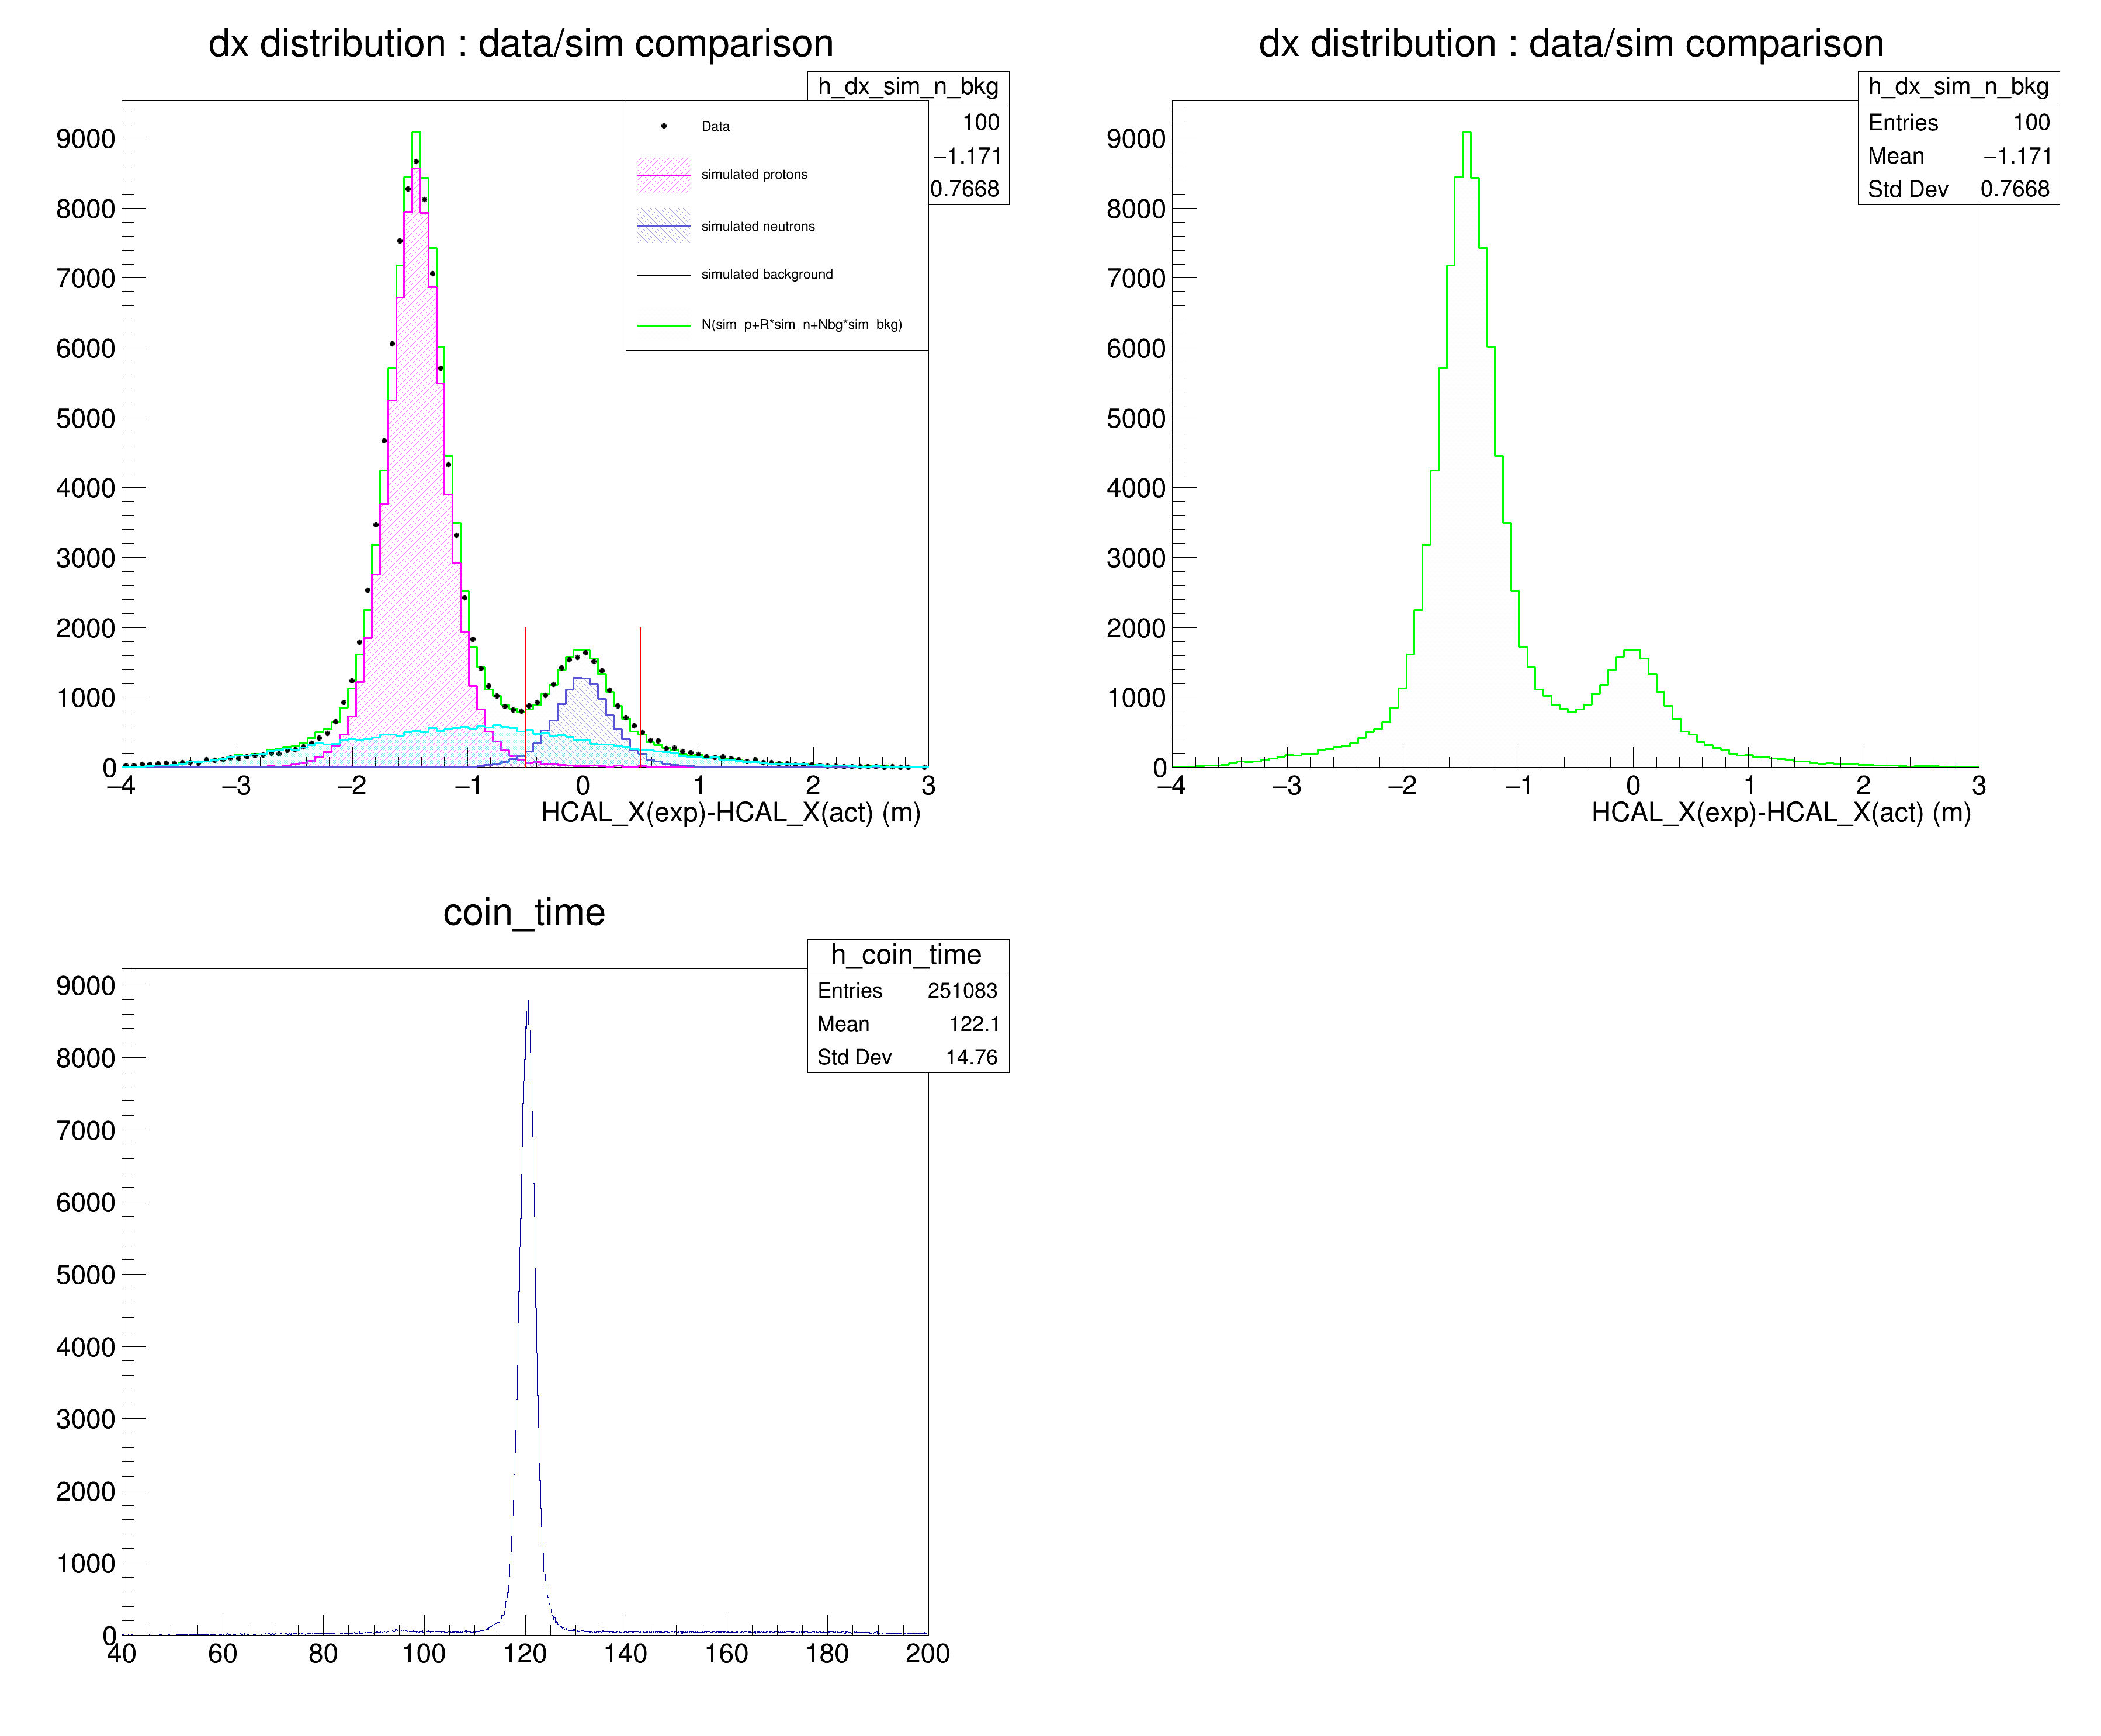 dx distribution : data/sim comparison
h_dx_sim_n_bkg
100
−1.171
0.7668
Data
simulated protons
simulated neutrons
simulated background
N(sim_p+R*sim_n+Nbg*sim_bkg)
9000
8000
7000
6000
5000
4000
3000
2000
1000
0
−4 −3 −2 −1 0 1 2 3
HCAL_X(exp)-HCAL_X(act) (m)
dx distribution : data/sim comparison
h_dx_sim_n_bkg
Entries 100
Mean −1.171
Std Dev 0.7668
9000
8000
7000
6000
5000
4000
3000
2000
1000
0
−4 −3 −2 −1 0 1 2 3
HCAL_X(exp)-HCAL_X(act) (m)
coin_time
h_coin_time
Entries 251083
Mean 122.1
Std Dev 14.76
9000
8000
7000
6000
5000
4000
3000
2000
1000
0
40 60 80 100 120 140 160 180 200